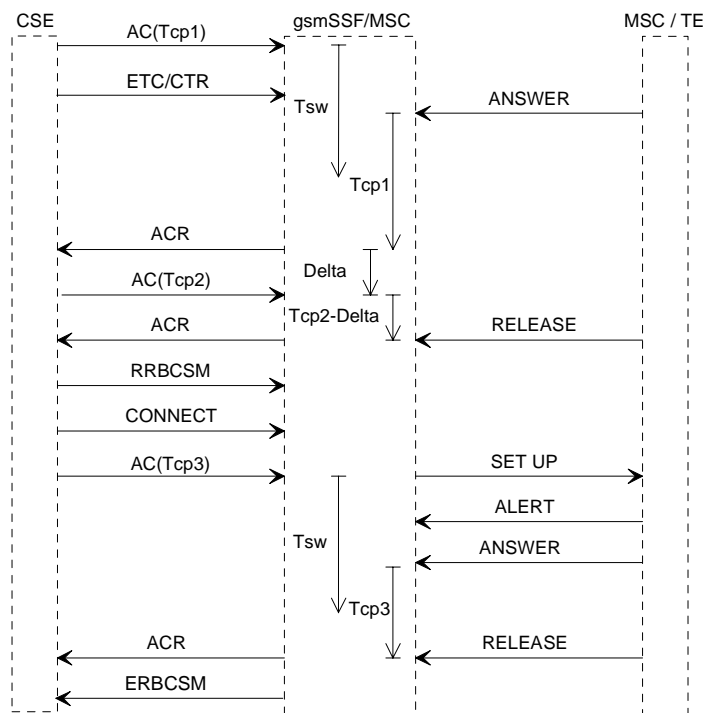 CSE gsmSSF/MSC MSC / TE
AC(Tcp1)
ETC/CTR
Tsw
ANSWER
Tcp1
ACR
Delta
AC(Tcp2)
Tcp2-Delta
ACR
RELEASE
RRBCSM
CONNECT
AC(Tcp3)
SET UP
ALERT
Tsw
ANSWER
Tcp3
ACR
RELEASE
ERBCSM